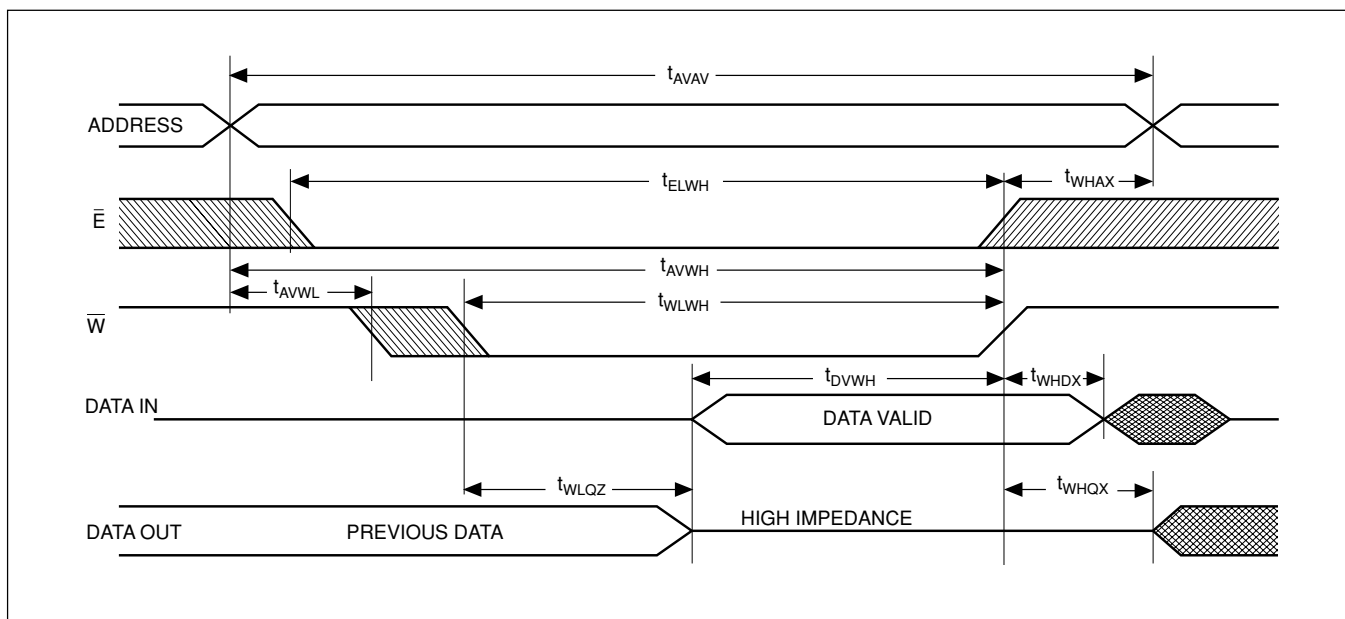 tAVAV
ADDRESS
tELWH
tWHAX
E̅
tAVWH
tAVWL
tWLWH
W̅
tDVWH
tWHDX
DATA IN
DATA VALID
tWLQZ
tWHQX
HIGH IMPEDANCE
DATA OUT
PREVIOUS DATA